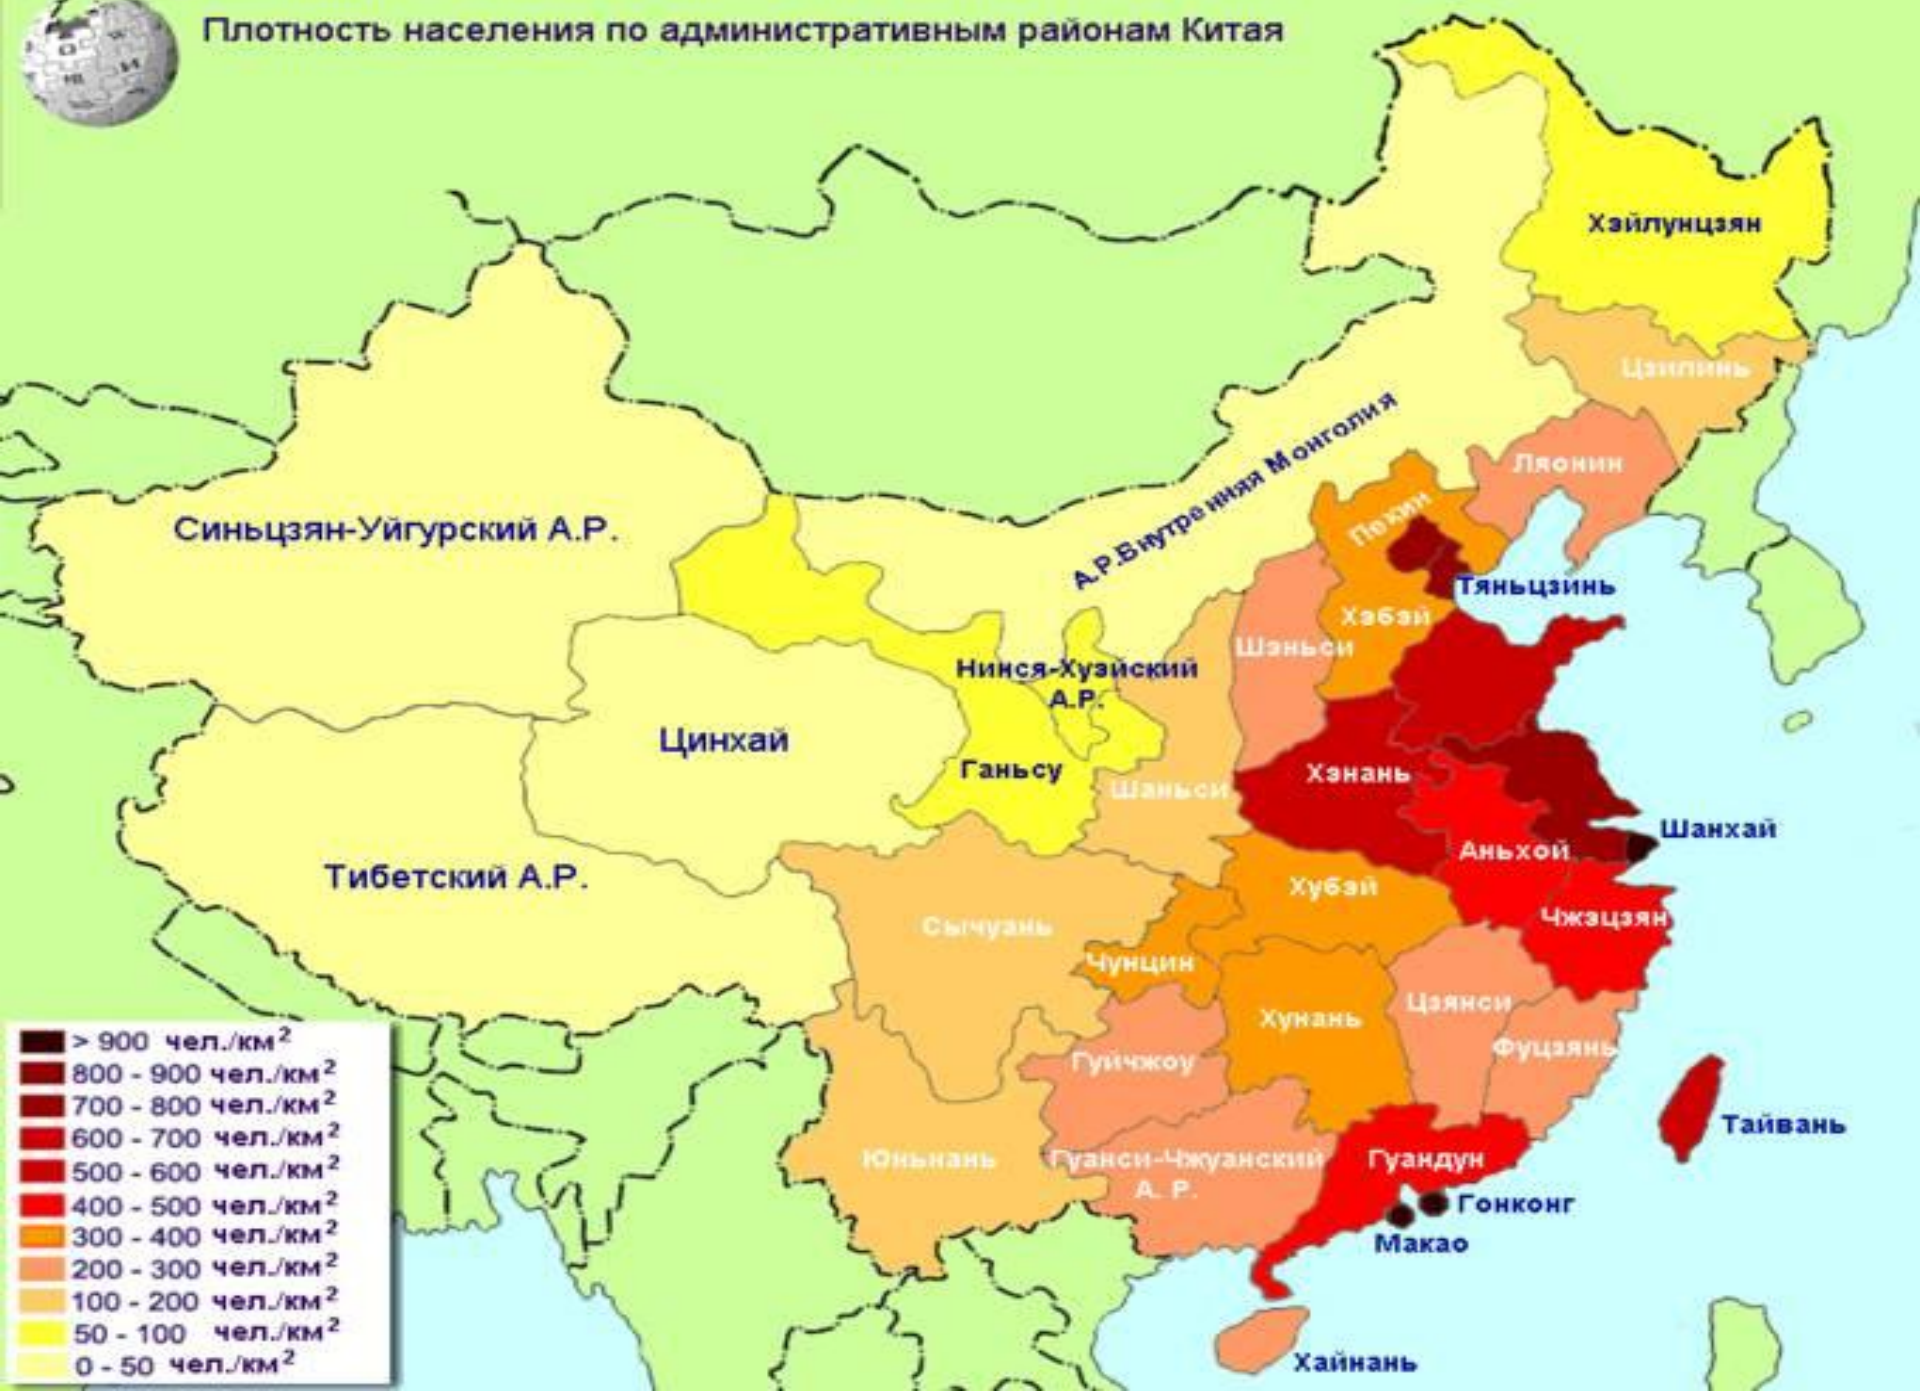 Плотность населения по административным районам Китая
Хэйлунцзян
Цзилинь
Ляонин
А.Р.Внутренняя Монголия
Пекин
Тяньцзинь
Синьцзян-Уйгурский А.Р.
Хэбэй
Шэньси
Нинся-Хуэйский
А.Р.
Цинхай
Ганьсу
Хэнань
Шаньси
Шанхай
Аньхой
Тибетский А.Р.
Хубэй
Чжэцзян
Сычуань
Чунцин
Цзянси
Хунань
Фуцзянь
Гуйчжоу
Тайвань
Юньнань
Гуанси-Чжуанский
А. Р.
Гуандун
Гонконг
Макао
Хайнань
> 900 чел./км²
800 - 900 чел./км²
700 - 800 чел./км²
600 - 700 чел./км²
500 - 600 чел./км²
400 - 500 чел./км²
300 - 400 чел./км²
200 - 300 чел./км²
100 - 200 чел./км²
50 - 100 чел./км²
0 - 50 чел./км²